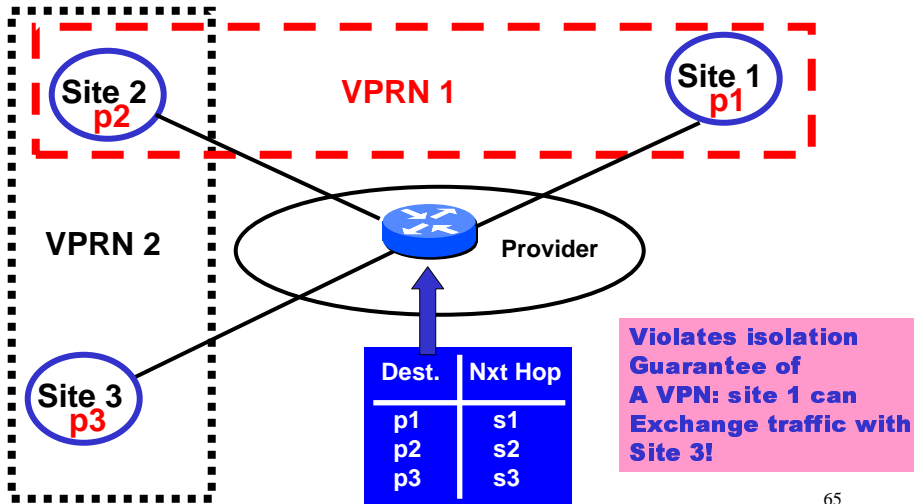 Site 2
p2
VPRN 1
Site 1
p1
VPRN 2
Provider
Site 3
p3
Dest. Nxt Hop
p1 s1
p2 s2
p3 s3
Violates isolation
Guarantee of
A VPN: site 1 can
Exchange traffic with
Site 3!
65